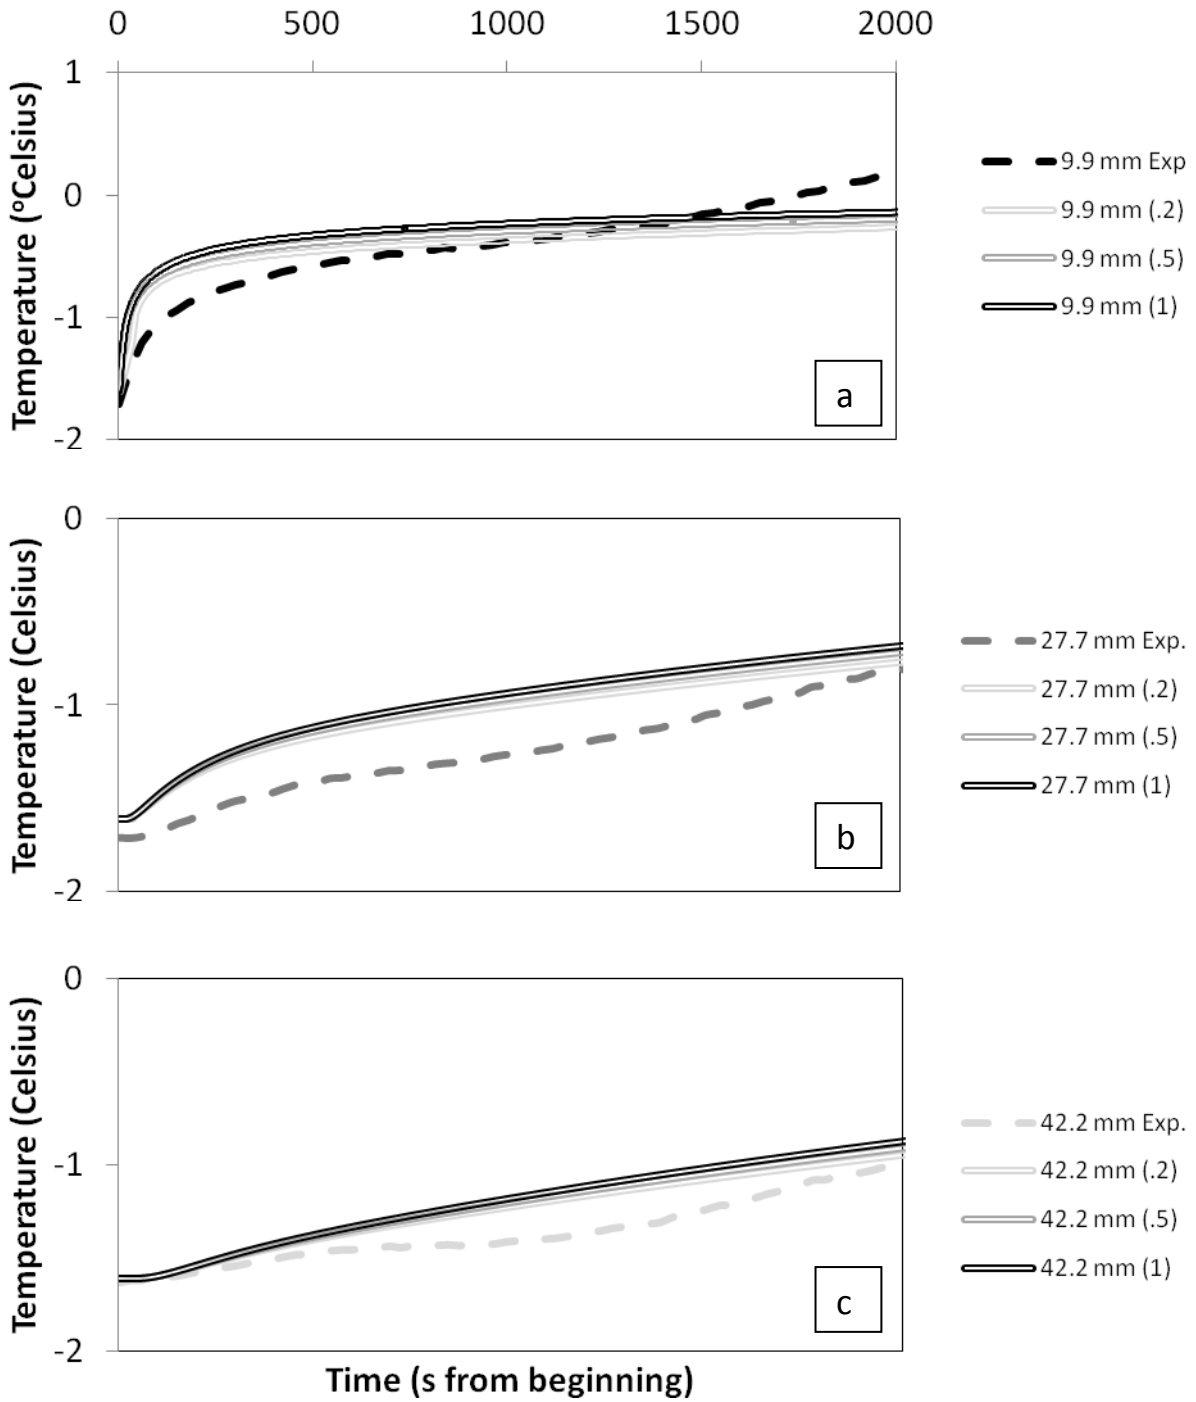 0 500 1000 1500 2000
1
0
-1
-2
Temperature (ºCelsius)
9.9 mm Exp
9.9 mm (.2)
9.9 mm (.5)
9.9 mm (1)
a
0
-1
-2
Temperature (Celsius)
27.7 mm Exp.
27.7 mm (.2)
27.7 mm (.5)
27.7 mm (1)
b
0
-1
-2
Temperature (Celsius)
42.2 mm Exp.
42.2 mm (.2)
42.2 mm (.5)
42.2 mm (1)
c
Time (s from beginning)